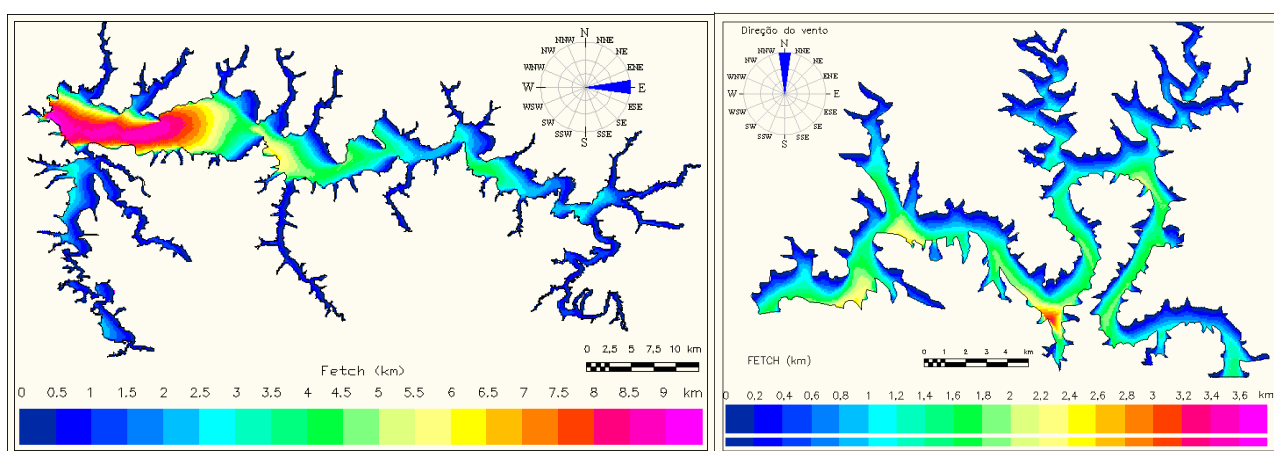 N
NNW NNE
NW NE
WNW ENE
W E
WSW ESE
SW SE
SSW SSE
S
0 2,5 5 7,5 10 km
Fetch (km)
0 0.5 1 1.5 2 2.5 3 3.5 4 4.5 5 5.5 6 6.5 7 7.5 8 8.5 9 km
Direção do vento
N
NNW NNE
NW NE
WNW ENE
W E
WSW ESE
SW SE
SSW SSE
S
0 1 2 3 4 km
FETCH (km)
0 0,2 0,4 0,6 0,8 1 1,2 1,4 1,6 1,8 2 2,2 2,4 2,6 2,8 3 3,2 3,4 3,6 km